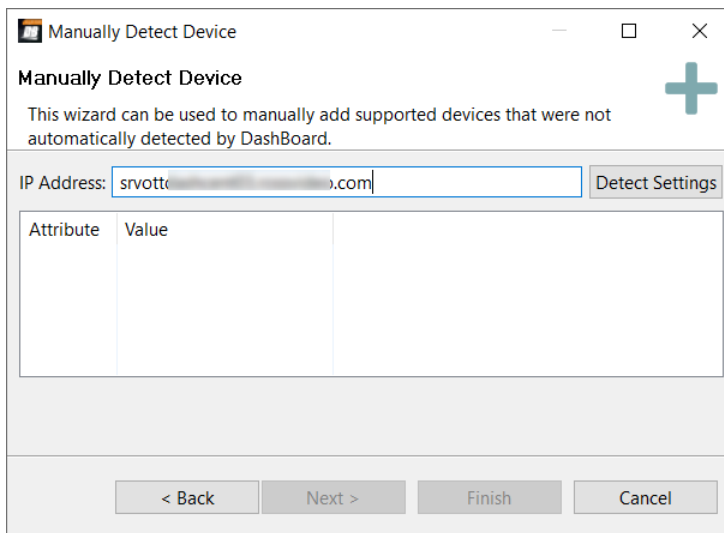 Manually Detect Device
Manually Detect Device
This wizard can be used to manually add supported devices that were not
automatically detected by DashBoard.
IP Address: .com Detect Settings
Attribute Value
< Back Next > Finish Cancel